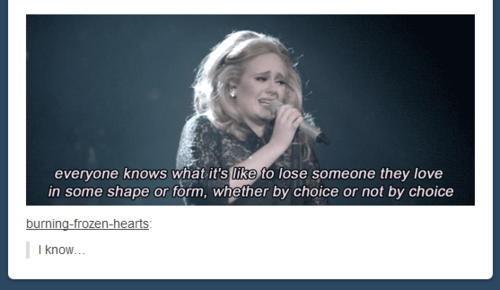 everyone knows what it's like to lose someone they love
in some shape or form, whether by choice or not by choice
burning-frozen-hearts:
I know…